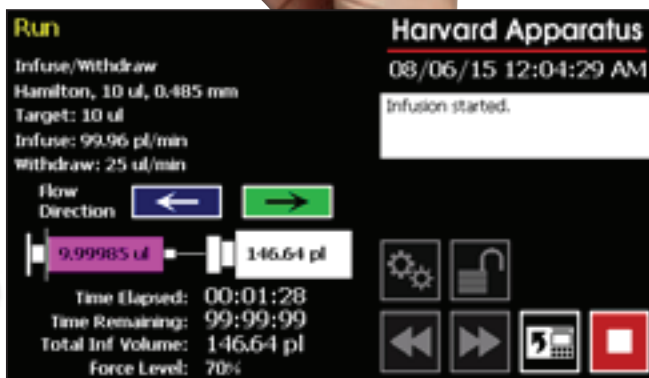 Run
Infuse/Withdraw
Hamilton, 10 ul, 0.485 mm
Target: 10 ul
Infuse: 99.96 pl/min
Withdraw: 25 ul/min
Flow
Direction
9.99985 ul
146.64 pl
Time Elapsed: 00:01:28
Time Remaining: 99:99:99
Total Inf Volume: 146.64 pl
Force Level: 70%
Harvard Apparatus
08/06/15 12:04:29 AM
Infusion started.